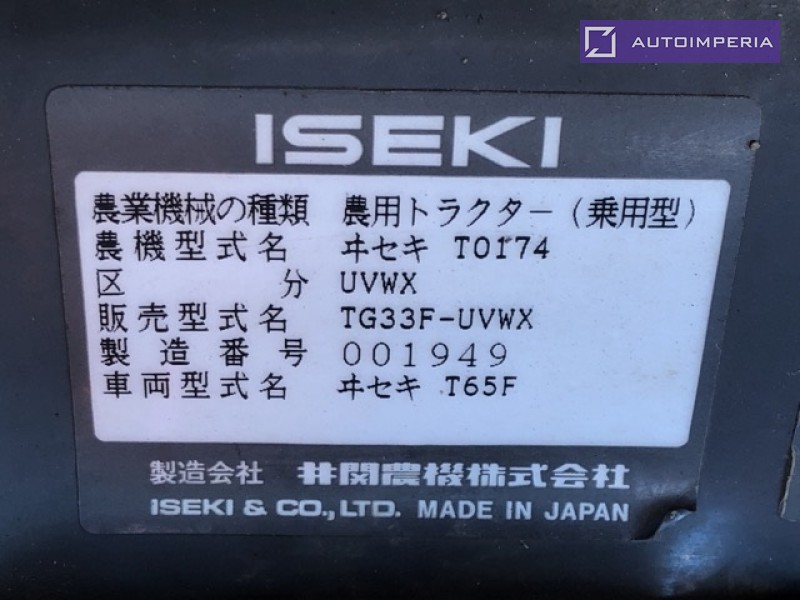 AUTOIMPERIA
ISEKI
農業機械の種類 農用トラクター(乗用型)
農機型式名 ヰセキ T0174
区分 UVWX
販売型式名 TG33F-UVWX
製造番号 001949
車両型式名 ヰセキ T65F
製造会社 井関農機株式会社
ISEKI & CO., LTD. MADE IN JAPAN